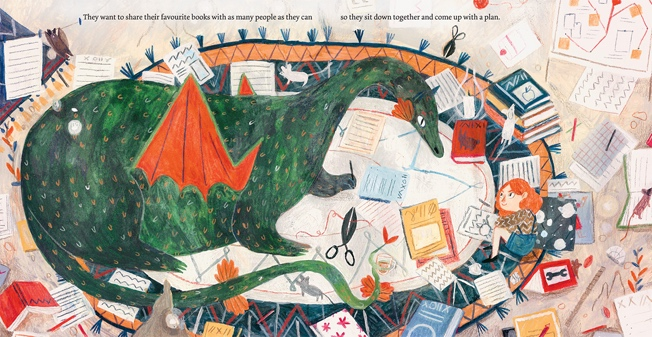 They want to share their favourite books with as many people as they can
so they sit down together and come up with a plan.